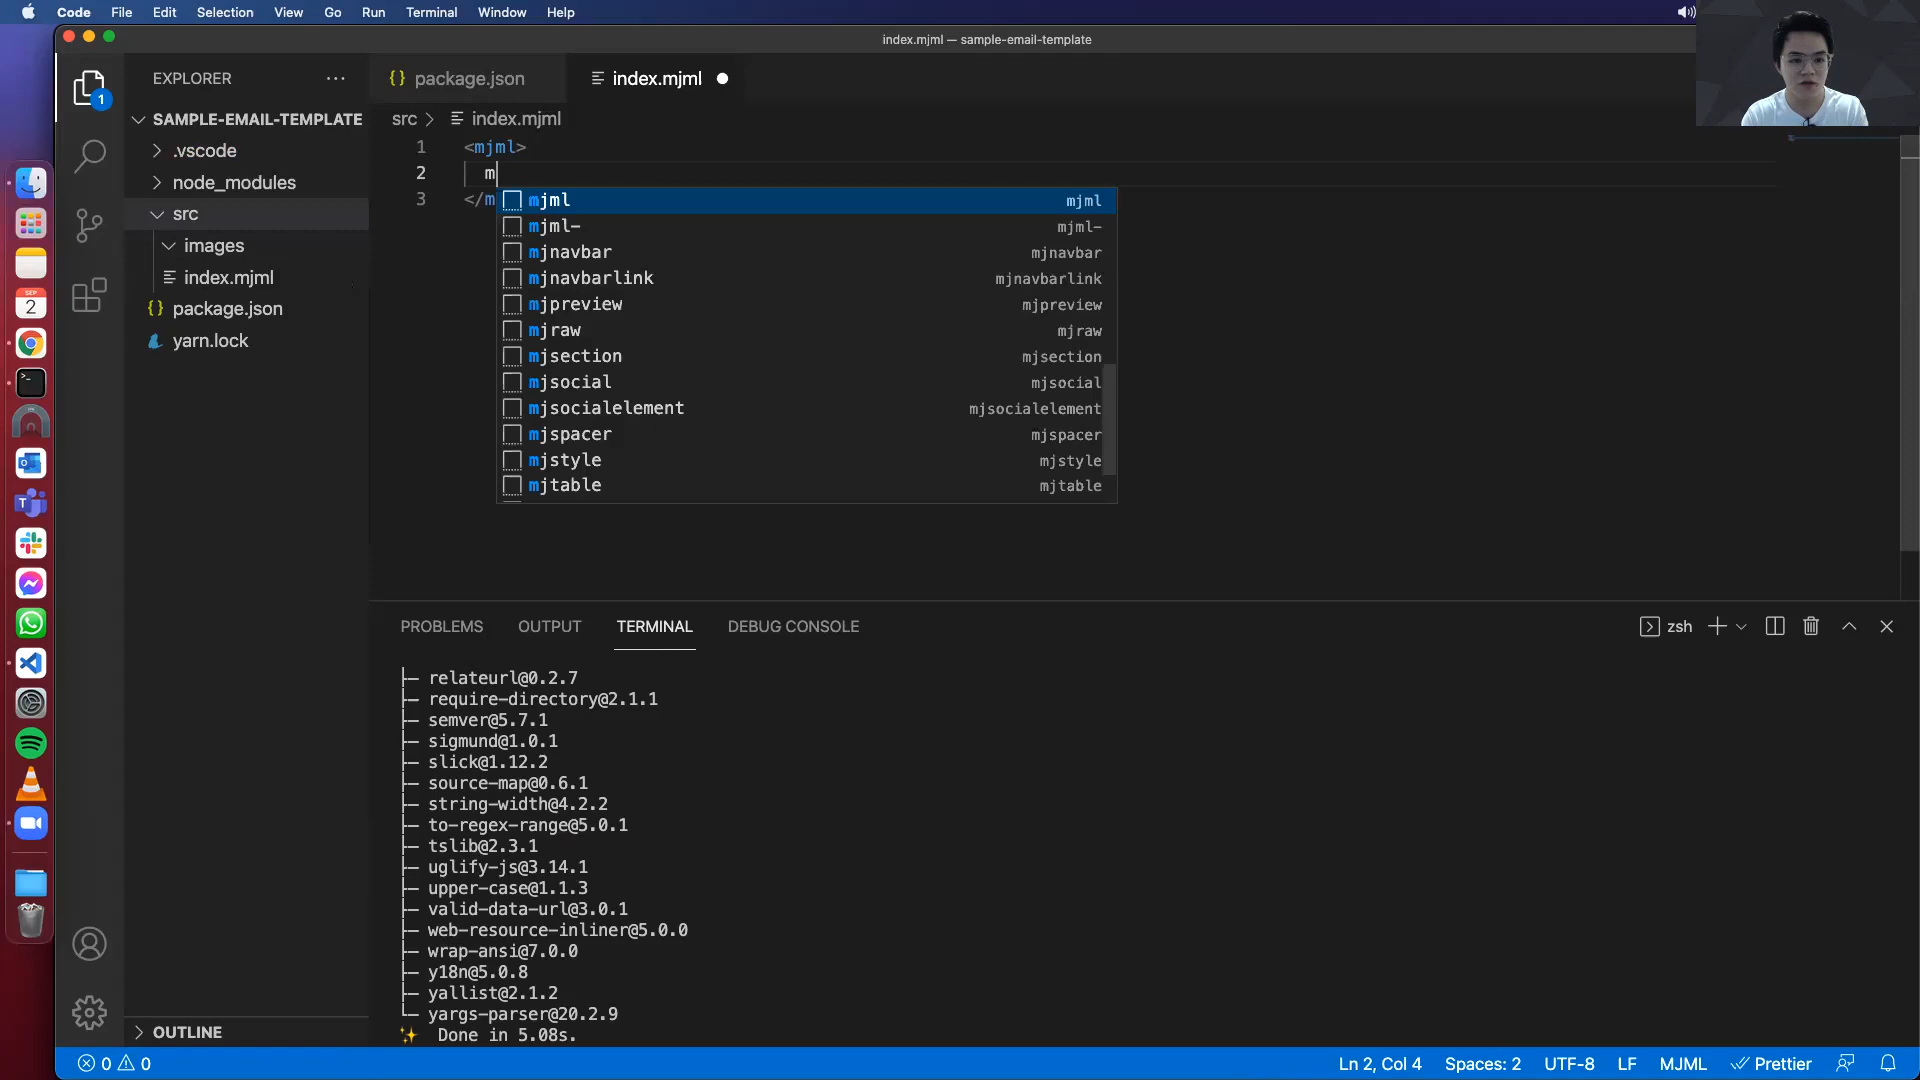 Code File Edit Selection View Go Run Terminal Window Help
index.mjml — sample-email-template
EXPLORER
package.json
index.mjml
1
SAMPLE-EMAIL-TEMPLATE
.vscode
node_modules
src
images
index.mjml
package.json
yarn.lock
OUTLINE
src > index.mjml
1 <mjml>
2 m
3 </m
mjml mjml
mjml- mjml-
mjnavbar mjnavbar
mjnavbarlink mjnavbarlink
mjpreview mjpreview
mjraw mjraw
mjsection mjsection
mjsocial mjsocial
mjsocialelement mjsocialelement
mjspacer mjspacer
mjstyle mjstyle
mjtable mjtable
SEP
2
PROBLEMS OUTPUT TERMINAL DEBUG CONSOLE
zsh
├─ relateurl@0.2.7
├─ require-directory@2.1.1
├─ semver@5.7.1
├─ sigmund@1.0.1
├─ slick@1.12.2
├─ source-map@0.6.1
├─ string-width@4.2.2
├─ to-regex-range@5.0.1
├─ tslib@2.3.1
├─ uglify-js@3.14.1
├─ upper-case@1.1.3
├─ valid-data-url@3.0.1
├─ web-resource-inliner@5.0.0
├─ wrap-ansi@7.0.0
├─ y18n@5.0.8
├─ yallist@2.1.2
└─ yargs-parser@20.2.9
✨ Done in 5.08s.
0 0
Ln 2, Col 4 Spaces: 2 UTF-8 LF MJML Prettier